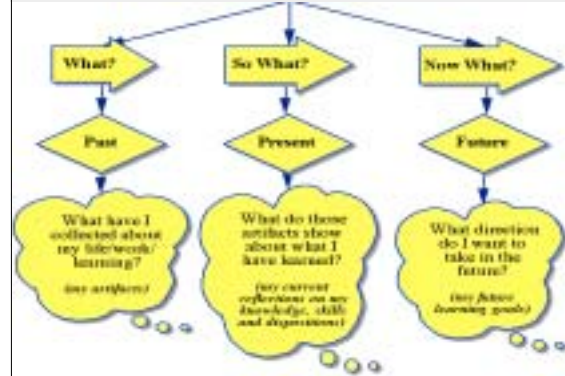 What?
So What?
Now What?
Past
Present
Future
What have I
collected about
my life/work/
learning?
(my artifacts)
What do those
artifacts show
about what I
have learned?
(my current
reflections on my
knowledge, skills
and dispositions)
What direction
do I want to
take in the
future?
(my future
learning goals)